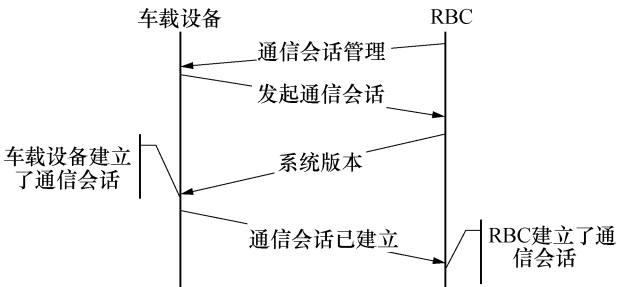 车载设备
RBC
通信会话管理
发起通信会话
车载设备建立
了通信会话
系统版本
通信会话已建立
RBC建立了通
信会话